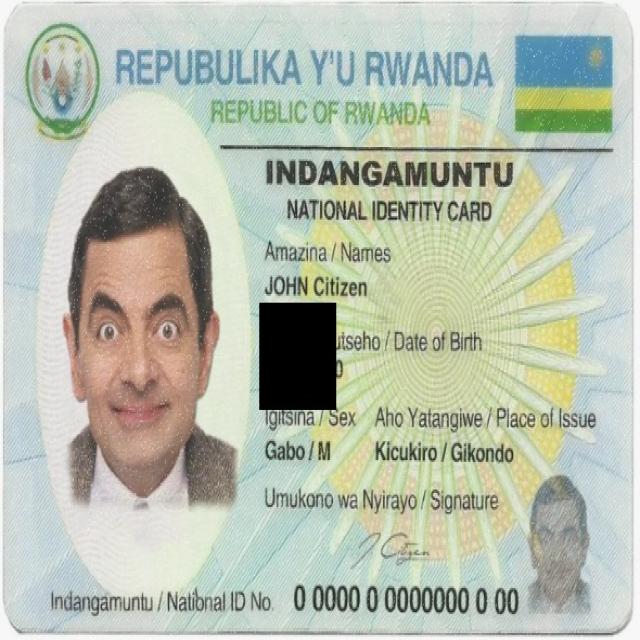 REPUBULIKA Y'U RWANDA
REPUBLIC OF RWANDA
INDANGAMUNTU
NATIONAL IDENTITY CARD
Amazina / Names
JOHN Citizen
utseho / Date of Birth
0
Igitsina / Sex Aho Yatangiwe / Place of Issue
Gabo / M Kicukiro / Gikondo
Umukono wa Nyirayo / Signature
J Citizen
Indangamuntu / National ID No. 0 0000 0 0000000 0 00